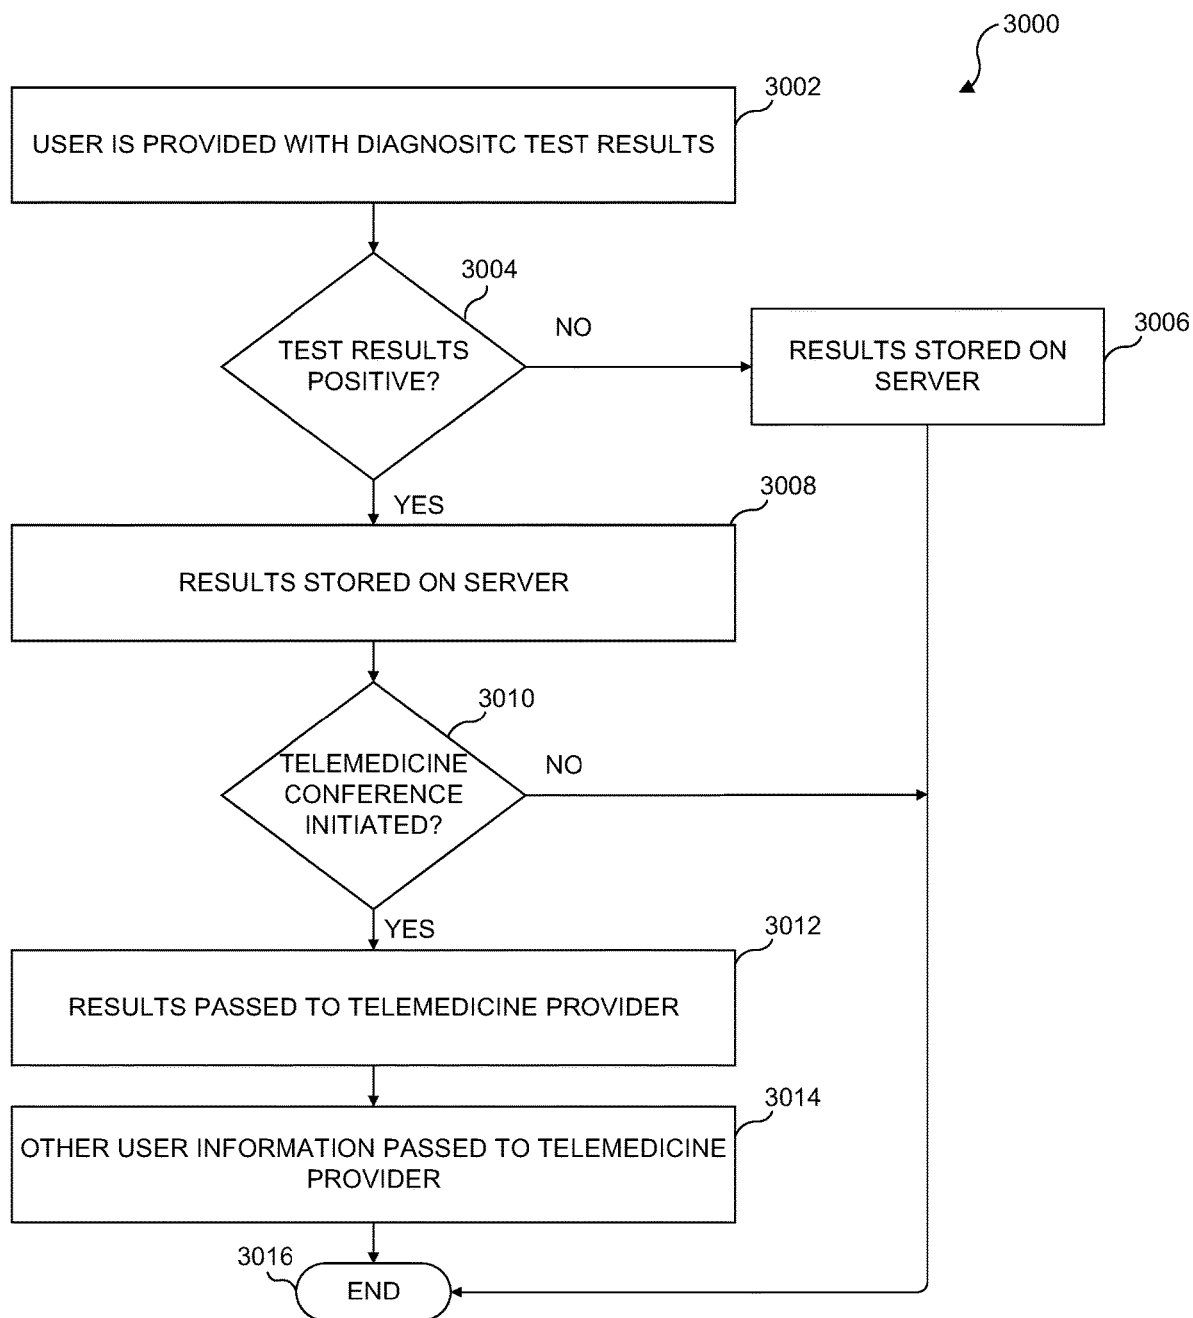 3000
3002
USER IS PROVIDED WITH DIAGNOSITC TEST RESULTS
3004
TEST RESULTS
POSITIVE?
NO
3006
RESULTS STORED ON
SERVER
YES
3008
RESULTS STORED ON SERVER
3010
TELEMEDICINE
CONFERENCE
INITIATED?
NO
YES
3012
RESULTS PASSED TO TELEMEDICINE PROVIDER
3014
OTHER USER INFORMATION PASSED TO TELEMEDICINE
PROVIDER
3016
END